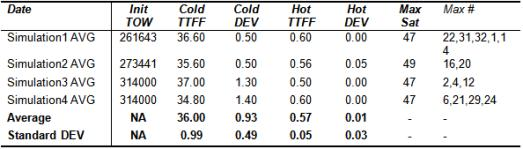 Date Init TOW Cold TTFF Cold DEV Hot TTFF Hot DEV Max Sat Max #
Simulation1 AVG 261643 36.60 0.50 0.60 0.00 47 22,31,32,1,1
4
Simulation2 AVG 273441 35.60 0.50 0.56 0.05 49 16,20
Simulation3 AVG 314000 37.00 1.30 0.50 0.00 47 2,4,12
Simulation4 AVG 314000 34.80 1.40 0.60 0.00 47 6,21,29,24
Average NA 36.00 0.93 0.57 0.01 - -
Standard DEV NA 0.99 0.49 0.05 0.03 - -